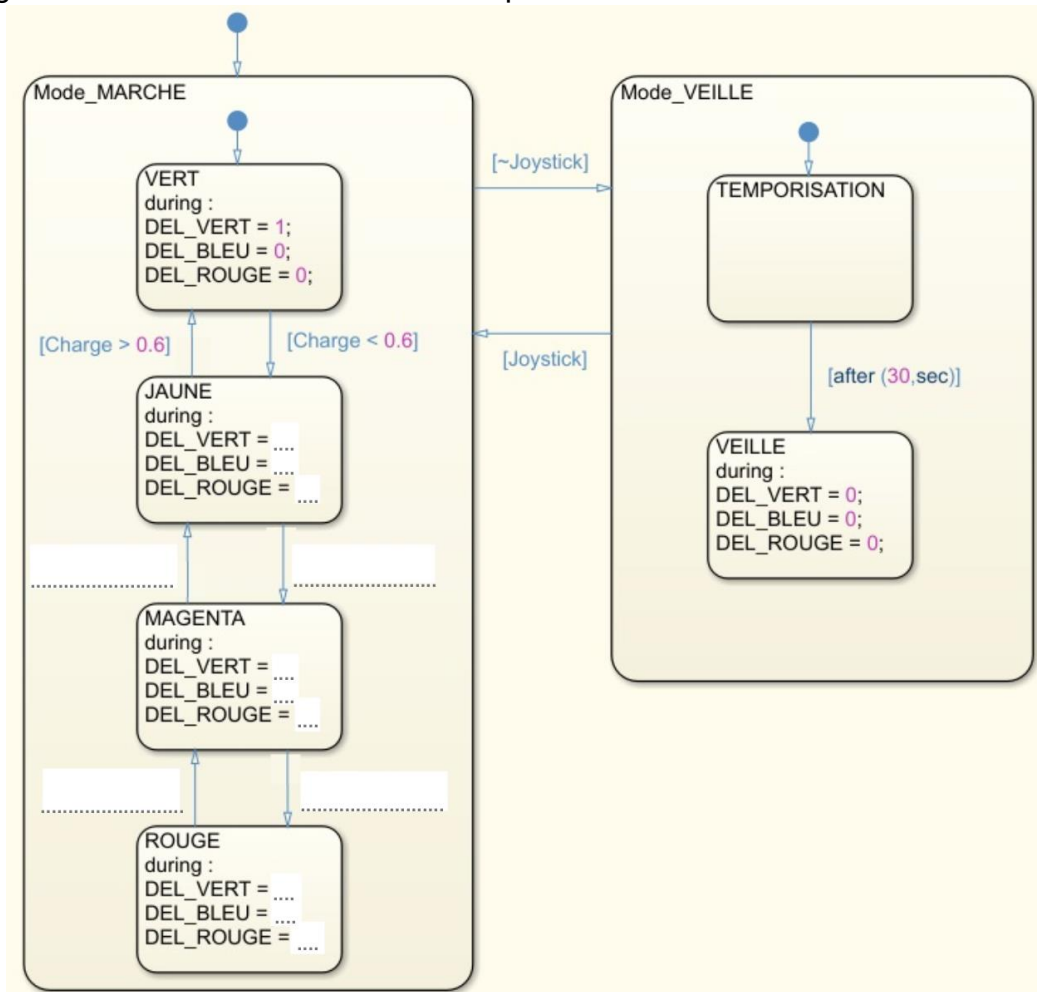 Mode_MARCHE
VERT
during :
DEL_VERT = 1;
DEL_BLEU = 0;
DEL_ROUGE = 0;
[Charge > 0.6]
[Charge < 0.6]
JAUNE
during :
DEL_VERT = ....
DEL_BLEU = ....
DEL_ROUGE = ....
....................
....................
MAGENTA
during :
DEL_VERT = ....
DEL_BLEU = ....
DEL_ROUGE = ....
....................
....................
ROUGE
during :
DEL_VERT = ....
DEL_BLEU = ....
DEL_ROUGE = ....
[~Joystick]
[Joystick]
Mode_VEILLE
TEMPORISATION
[after (30,sec)]
VEILLE
during :
DEL_VERT = 0;
DEL_BLEU = 0;
DEL_ROUGE = 0;